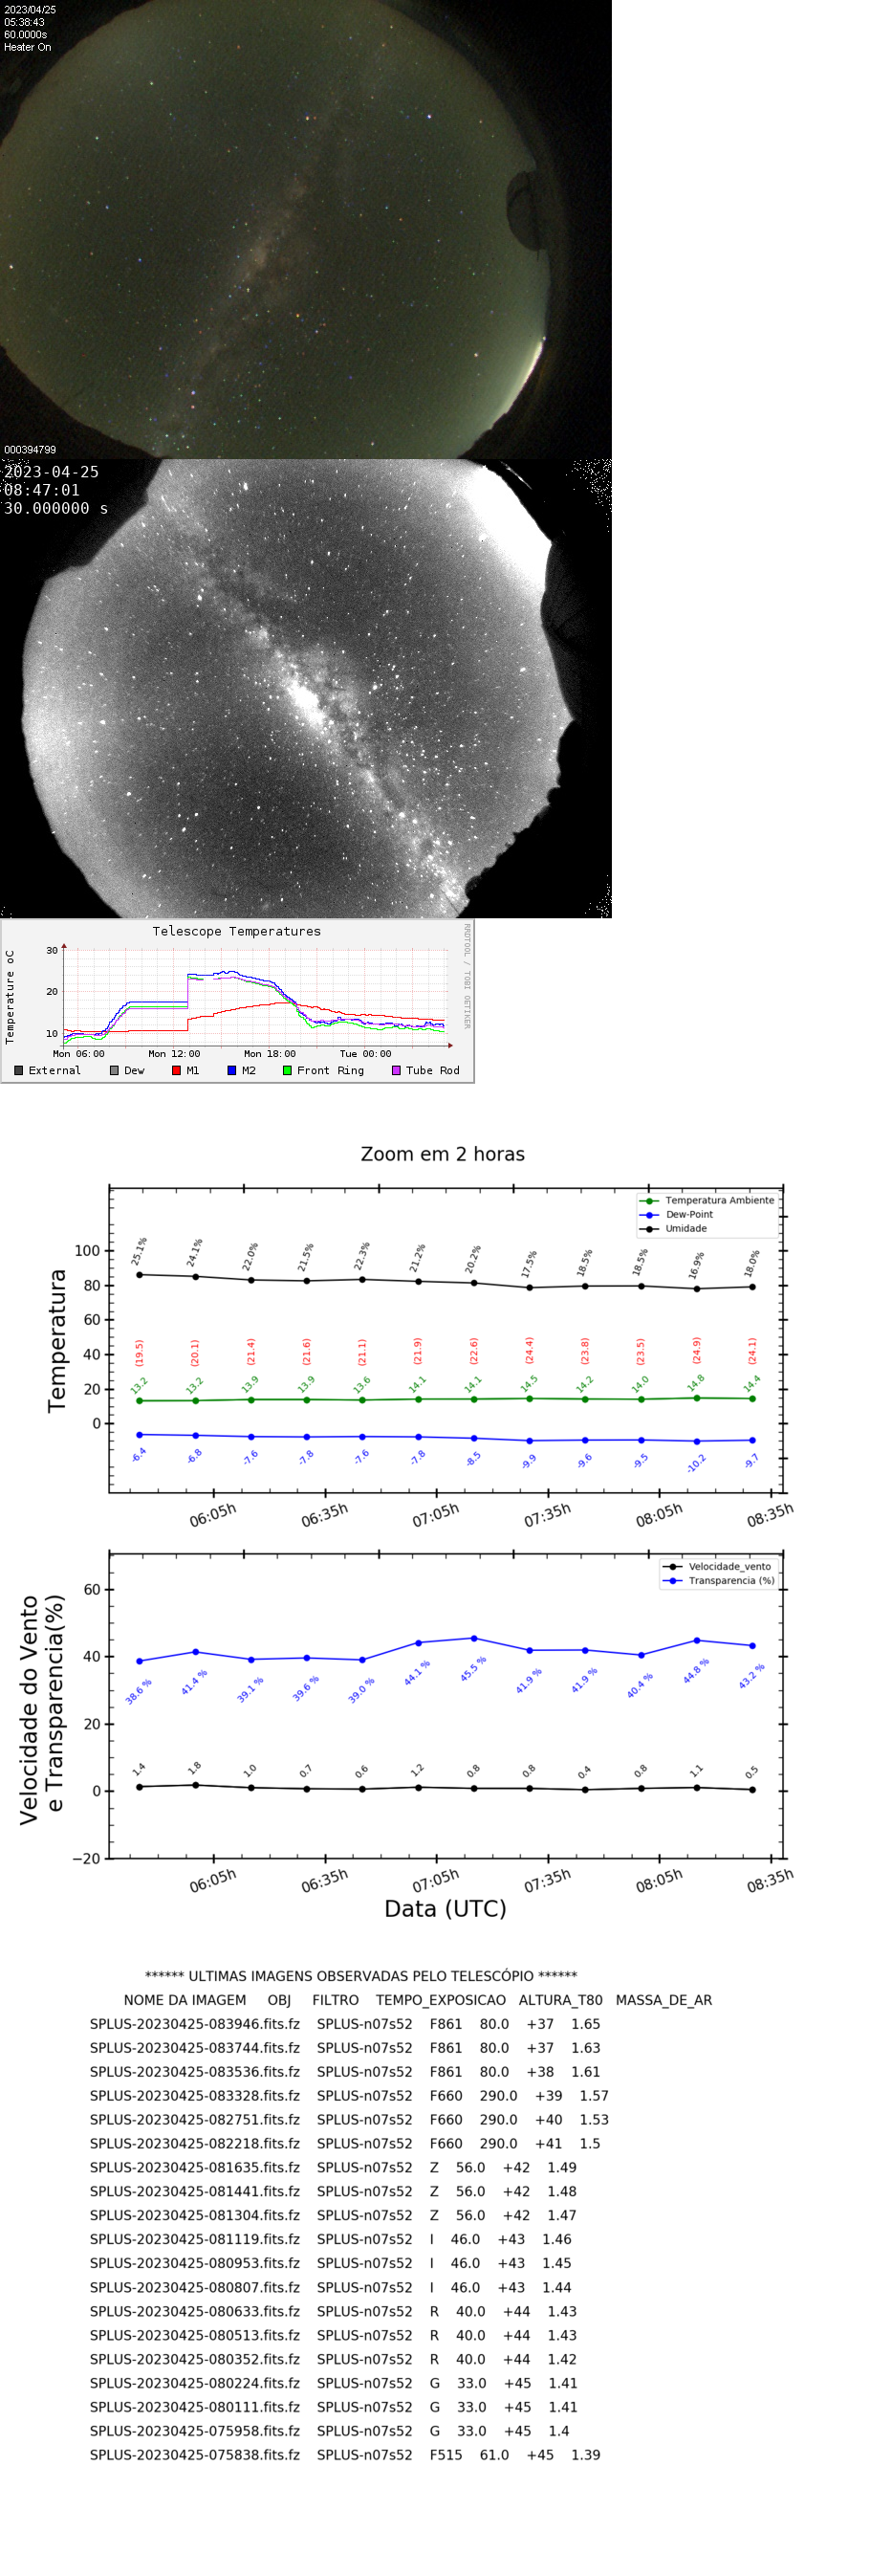 2023/04/25
05:38:43
60.0000s
Heater On
000394799
2023-04-25
08:47:01
30.000000 s
Telescope Temperatures
RRDTOOL / TOBI OETIKER
Temperature oC
30
20
10
Mon 06:00 Mon 12:00 Mon 18:00 Tue 00:00
External Dew M1 M2 Front Ring Tube Rod
Zoom em 2 horas
Temperatura Ambiente
Dew-Point
Umidade
Temperatura
100
80
60
40
20
0
25.1% 24.1% 22.0% 21.5% 22.3% 21.2% 20.2% 17.5% 18.5% 18.5% 16.9% 18.0%
(19.5) (20.1) (21.4) (21.6) (21.1) (21.9) (22.6) (24.4) (23.8) (23.5) (24.9) (24.1)
13.2 13.2 13.9 13.9 13.6 14.1 14.1 14.5 14.2 14.0 14.8 14.4
-6.4 -6.8 -7.6 -7.8 -7.6 -7.8 -8.5 -9.9 -9.6 -9.5 -10.2 -9.7
06:05h 06:35h 07:05h 07:35h 08:05h 08:35h
Velocidade_vento
Transparencia (%)
Velocidade do Vento
e Transparencia(%)
60
40
20
0
−20
38.6 % 41.4 % 39.1 % 39.6 % 39.0 % 44.1 % 45.5 % 41.9 % 41.9 % 40.4 % 44.8 % 43.2 %
1.4 1.8 1.0 0.7 0.6 1.2 0.8 0.8 0.4 0.8 1.1 0.5
06:05h 06:35h 07:05h 07:35h 08:05h 08:35h
Data (UTC)
****** ULTIMAS IMAGENS OBSERVADAS PELO TELESCÓPIO ******
NOME DA IMAGEM OBJ FILTRO TEMPO_EXPOSICAO ALTURA_T80 MASSA_DE_AR
SPLUS-20230425-083946.fits.fz SPLUS-n07s52 F861 80.0 +37 1.65
SPLUS-20230425-083744.fits.fz SPLUS-n07s52 F861 80.0 +37 1.63
SPLUS-20230425-083536.fits.fz SPLUS-n07s52 F861 80.0 +38 1.61
SPLUS-20230425-083328.fits.fz SPLUS-n07s52 F660 290.0 +39 1.57
SPLUS-20230425-082751.fits.fz SPLUS-n07s52 F660 290.0 +40 1.53
SPLUS-20230425-082218.fits.fz SPLUS-n07s52 F660 290.0 +41 1.5
SPLUS-20230425-081635.fits.fz SPLUS-n07s52 Z 56.0 +42 1.49
SPLUS-20230425-081441.fits.fz SPLUS-n07s52 Z 56.0 +42 1.48
SPLUS-20230425-081304.fits.fz SPLUS-n07s52 Z 56.0 +42 1.47
SPLUS-20230425-081119.fits.fz SPLUS-n07s52 I 46.0 +43 1.46
SPLUS-20230425-080953.fits.fz SPLUS-n07s52 I 46.0 +43 1.45
SPLUS-20230425-080807.fits.fz SPLUS-n07s52 I 46.0 +43 1.44
SPLUS-20230425-080633.fits.fz SPLUS-n07s52 R 40.0 +44 1.43
SPLUS-20230425-080513.fits.fz SPLUS-n07s52 R 40.0 +44 1.43
SPLUS-20230425-080352.fits.fz SPLUS-n07s52 R 40.0 +44 1.42
SPLUS-20230425-080224.fits.fz SPLUS-n07s52 G 33.0 +45 1.41
SPLUS-20230425-080111.fits.fz SPLUS-n07s52 G 33.0 +45 1.41
SPLUS-20230425-075958.fits.fz SPLUS-n07s52 G 33.0 +45 1.4
SPLUS-20230425-075838.fits.fz SPLUS-n07s52 F515 61.0 +45 1.39